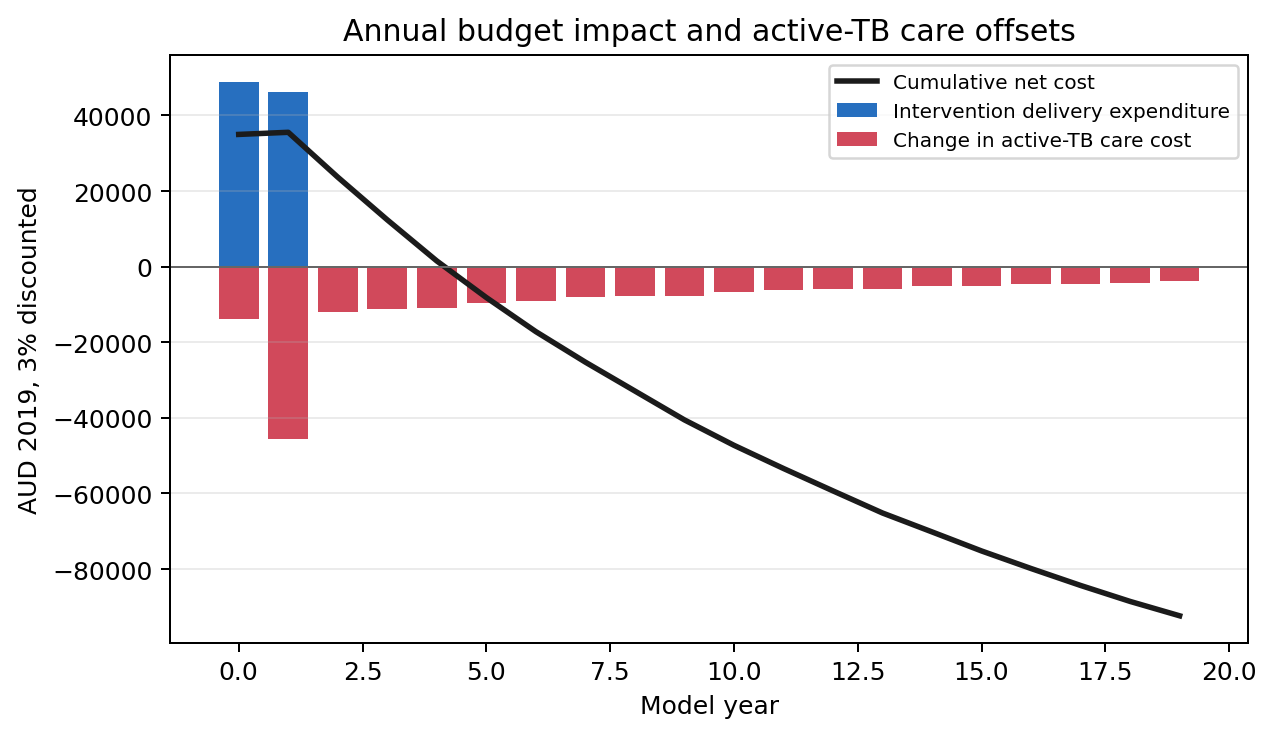 Annual budget impact and active-TB care offsets
Cumulative net cost
Intervention delivery expenditure
Change in active-TB care cost
AUD 2019, 3% discounted
40000
20000
0
−20000
−40000
−60000
−80000
0.0 2.5 5.0 7.5 10.0 12.5 15.0 17.5 20.0
Model year